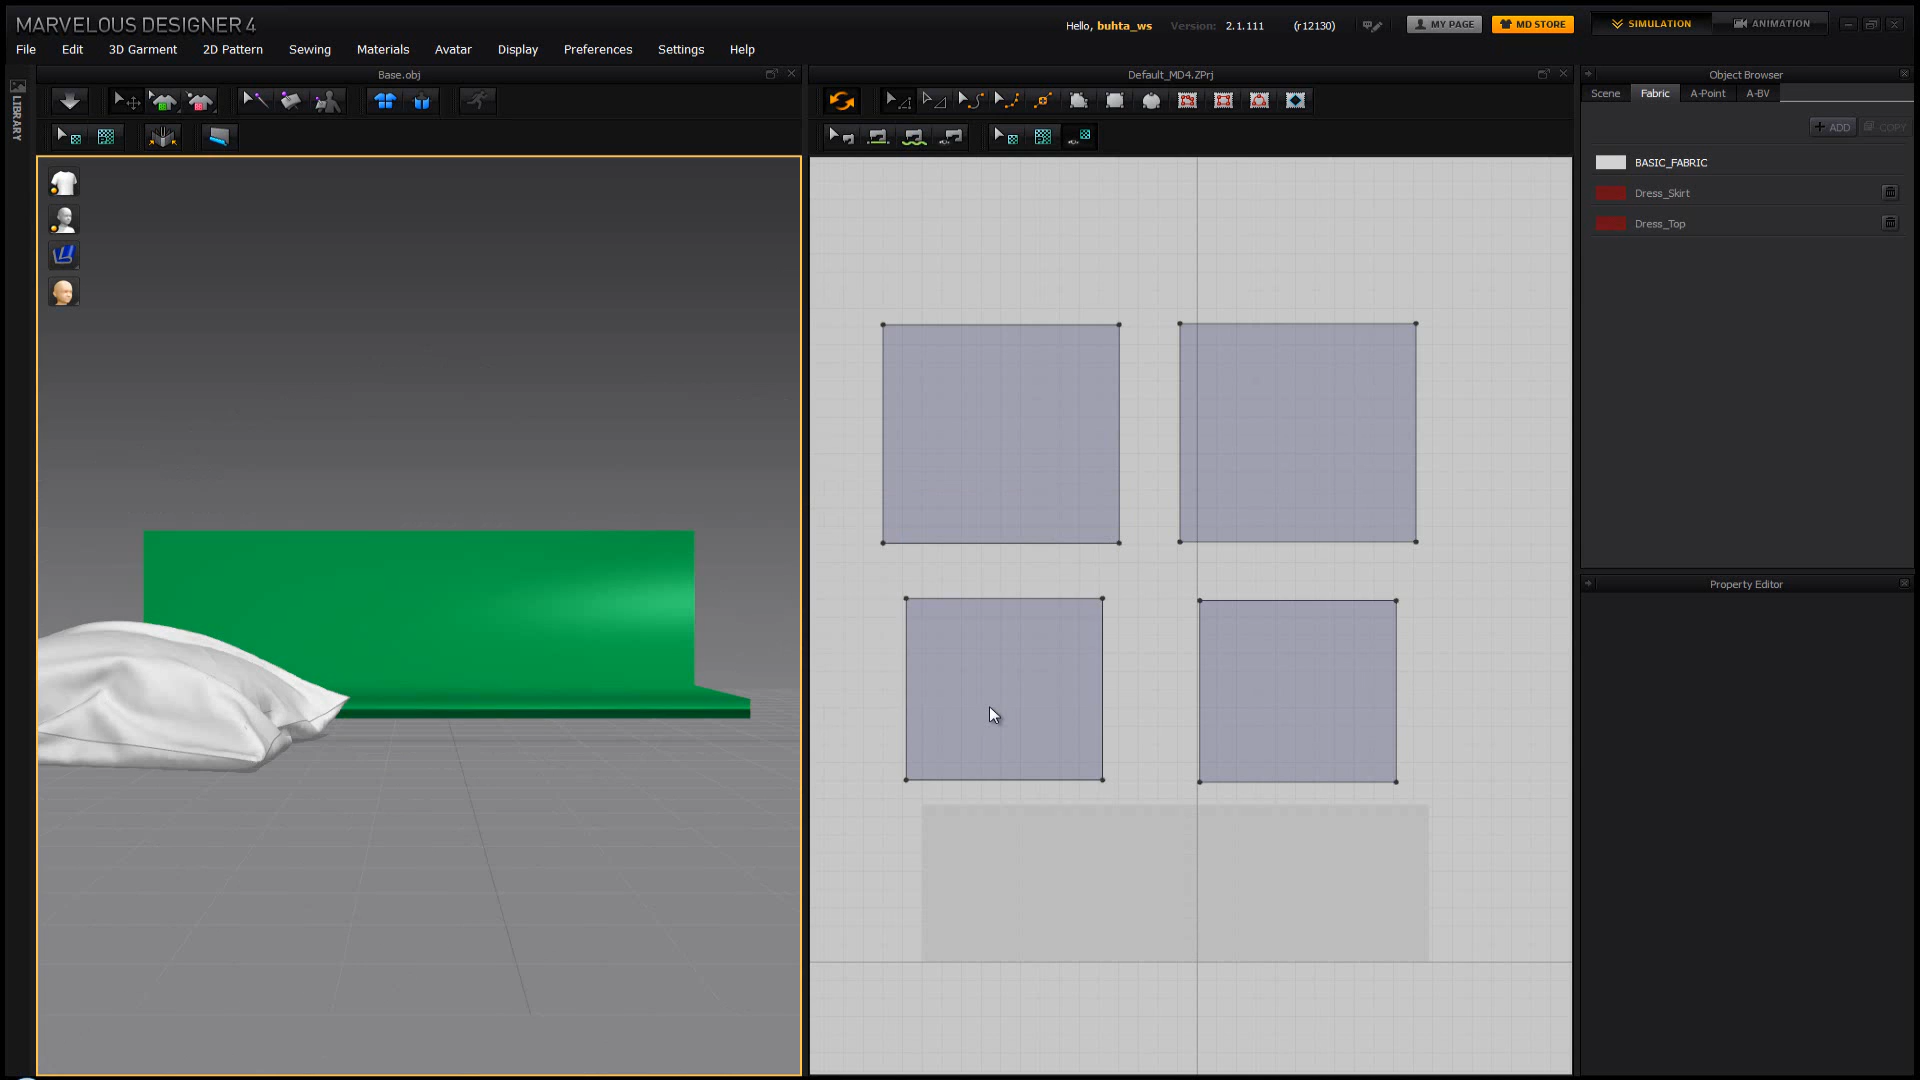 MARVELOUS DESIGNER 4
Hello, buhta_ws Version: 2.1.111 (r12130) MY PAGE MD STORE SIMULATION ANIMATION
File Edit 3D Garment 2D Pattern Sewing Materials Avatar Display Preferences Settings Help
Base.obj
Default_MD4.ZPrj
Object Browser
LIBRARY
Scene Fabric A-Point A-BV
+ ADD COPY
BASIC_FABRIC
Dress_Skirt
Dress_Top
Property Editor